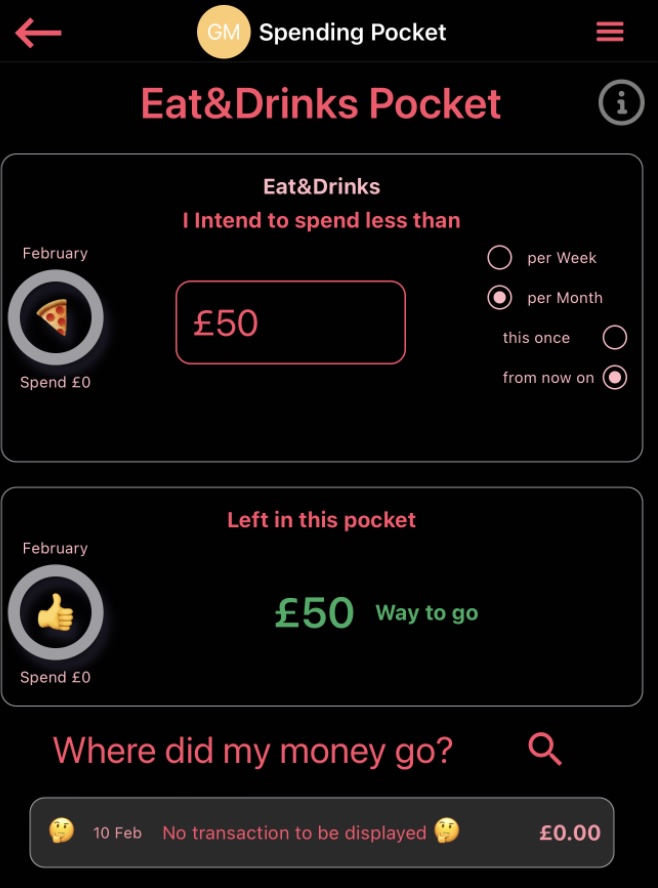 GM Spending Pocket
Eat&Drinks Pocket
Eat&Drinks
I Intend to spend less than
February
Spend £0
£50
per Week
per Month
this once
from now on
Left in this pocket
February
Spend £0
£50 Way to go
Where did my money go?
10 Feb No transaction to be displayed £0.00